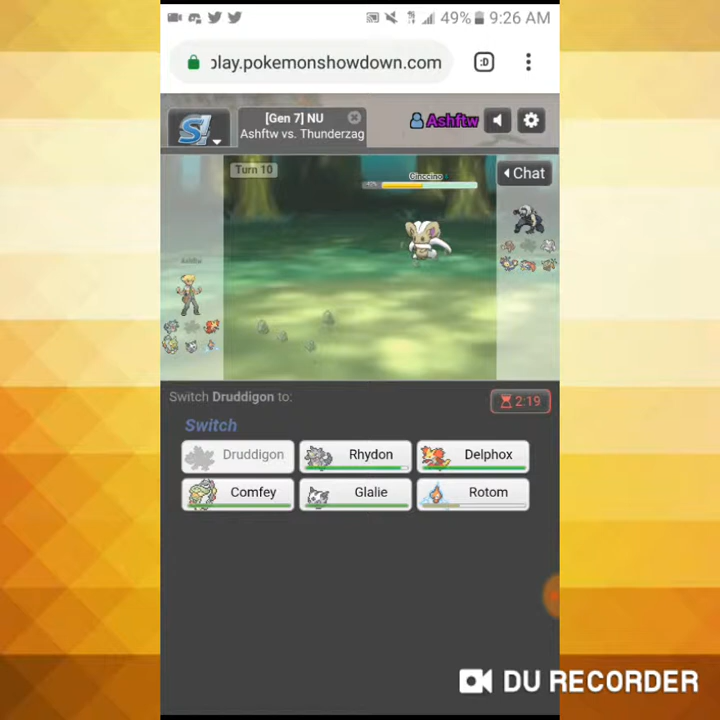 49% 9:26 AM
play.pokemonshowdown.com :D
[Gen 7] NU
Ashftw vs. Thunderzag
Ashftw
Turn 10
Cinccino
Chat
Ashftw
Switch Druddigon to:
2:19
Switch
Druddigon
Rhydon
Delphox
Comfey
Glalie
Rotom
DU RECORDER